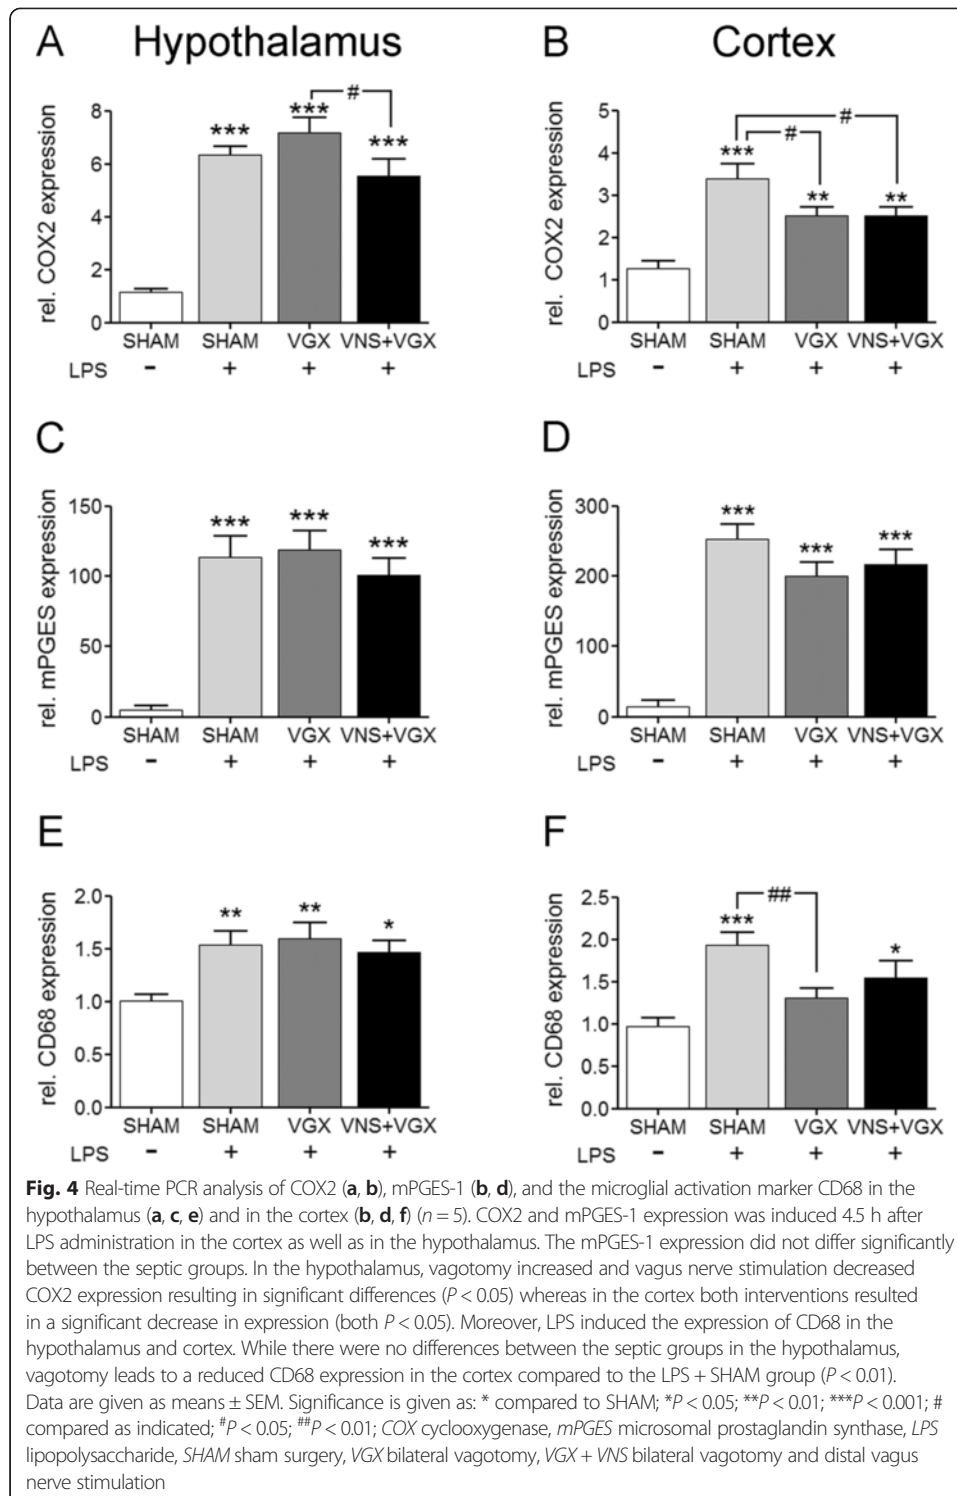 A Hypothalamus B Cortex
rel. COX2 expression
8
6
4
2
0
*** *** # ***
SHAM SHAM VGX VNS+VGX
LPS - + + +
rel. COX2 expression
5
4
3
2
1
0
*** # # ** **
SHAM SHAM VGX VNS+VGX
LPS - + + +
C
rel. mPGES expression
150
100
50
0
*** *** ***
SHAM SHAM VGX VNS+VGX
LPS - + + +
D
rel. mPGES expression
300
200
100
0
*** *** ***
SHAM SHAM VGX VNS+VGX
LPS - + + +
E
rel. CD68 expression
2.0
1.5
1.0
0.5
0.0
** ** *
SHAM SHAM VGX VNS+VGX
LPS - + + +
F
rel. CD68 expression
2.5
2.0
1.5
1.0
0.5
0.0
*** ## *
SHAM SHAM VGX VNS+VGX
LPS - + + +
Fig. 4 Real-time PCR analysis of COX2 (a, b), mPGES-1 (b, d), and the microglial activation marker CD68 in the
hypothalamus (a, c, e) and in the cortex (b, d, f) (n = 5). COX2 and mPGES-1 expression was induced 4.5 h after
LPS administration in the cortex as well as in the hypothalamus. The mPGES-1 expression did not differ significantly
between the septic groups. In the hypothalamus, vagotomy increased and vagus nerve stimulation decreased
COX2 expression resulting in significant differences (P < 0.05) whereas in the cortex both interventions resulted
in a significant decrease in expression (both P < 0.05). Moreover, LPS induced the expression of CD68 in the
hypothalamus and cortex. While there were no differences between the septic groups in the hypothalamus,
vagotomy leads to a reduced CD68 expression in the cortex compared to the LPS + SHAM group (P < 0.01).
Data are given as means ± SEM. Significance is given as: * compared to SHAM; *P < 0.05; **P < 0.01; ***P < 0.001; #
compared as indicated; #P < 0.05; ##P < 0.01; COX cyclooxygenase, mPGES microsomal prostaglandin synthase, LPS
lipopolysaccharide, SHAM sham surgery, VGX bilateral vagotomy, VGX + VNS bilateral vagotomy and distal vagus
nerve stimulation